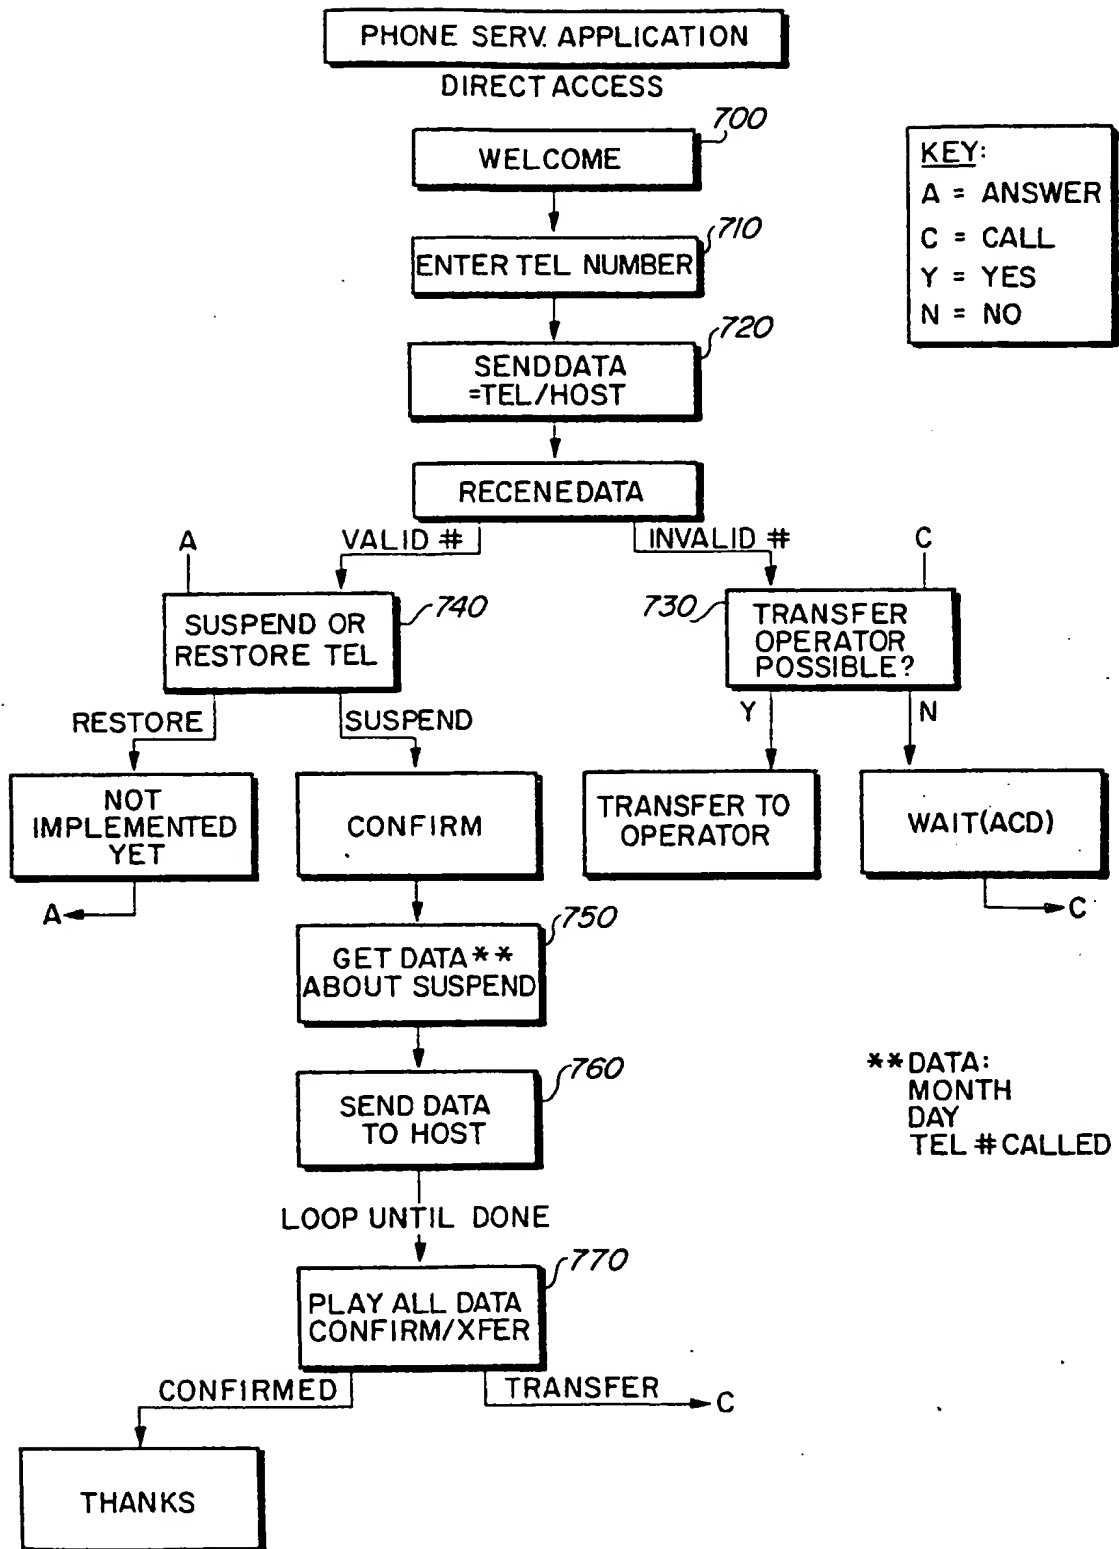 PHONE SERV. APPLICATION
DIRECT ACCESS
700
WELCOME
KEY:
A = ANSWER
C = CALL
Y = YES
N = NO
710
ENTER TEL NUMBER
720
SENDDATA
=TEL/HOST
RECENEDATA
A
VALID #
INVALID #
C
740
SUSPEND OR
RESTORE TEL
730
TRANSFER
OPERATOR
POSSIBLE?
RESTORE
SUSPEND
Y
N
NOT
IMPLEMENTED
YET
CONFIRM
TRANSFER TO
OPERATOR
WAIT(ACD)
A
C
750
GET DATA**
ABOUT SUSPEND
760
SEND DATA
TO HOST
**DATA:
MONTH
DAY
TEL #CALLED
LOOP UNTIL DONE
770
PLAY ALL DATA
CONFIRM/XFER
CONFIRMED
TRANSFER
C
THANKS